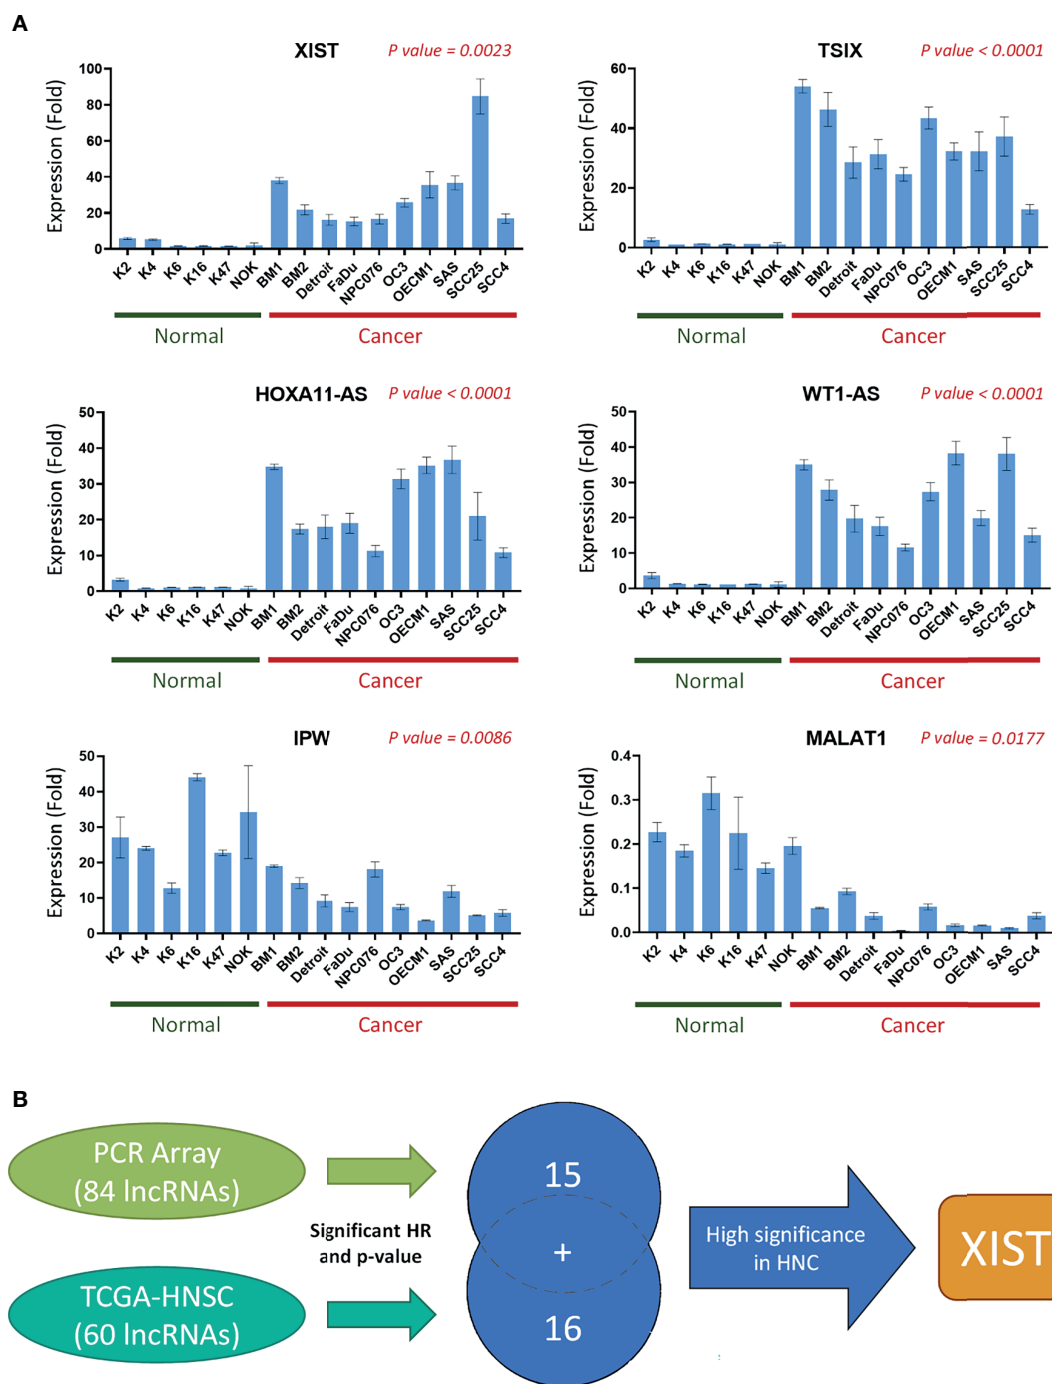 A
XIST
P value = 0.0023
Expression (Fold)
100
80
60
40
20
0
K2
K4
K6
K16
K47
NOK
BM1
BM2
Detroit
FaDu
NPC076
OC3
OECM1
SAS
SCC25
SCC4
Normal
Cancer
TSIX
P value < 0.0001
Expression (Fold)
60
40
20
0
K2
K4
K6
K16
K47
NOK
BM1
BM2
Detroit
FaDu
NPC076
OC3
OECM1
SAS
SCC25
SCC4
Normal
Cancer
HOXA11-AS
P value < 0.0001
Expression (Fold)
50
40
30
20
10
0
K2
K4
K6
K16
K47
NOK
BM1
BM2
Detroit
FaDu
NPC076
OC3
OECM1
SAS
SCC25
SCC4
Normal
Cancer
WT1-AS
P value < 0.0001
Expression (Fold)
50
40
30
20
10
0
K2
K4
K6
K16
K47
NOK
BM1
BM2
Detroit
FaDu
NPC076
OC3
OECM1
SAS
SCC25
SCC4
Normal
Cancer
IPW
P value = 0.0086
Expression (Fold)
50
40
30
20
10
0
K2
K4
K6
K16
K47
NOK
BM1
BM2
Detroit
FaDu
NPC076
OC3
OECM1
SAS
SCC25
SCC4
Normal
Cancer
MALAT1
P value = 0.0177
Expression (Fold)
0.4
0.3
0.2
0.1
0.0
K2
K4
K6
K16
K47
NOK
BM1
BM2
Detroit
FaDu
NPC076
OC3
OECM1
SAS
SCC4
Normal
Cancer
B
PCR Array
(84 lncRNAs)
Significant HR
and p-value
TCGA-HNSC
(60 lncRNAs)
15
+
16
High significance
in HNC
XIST